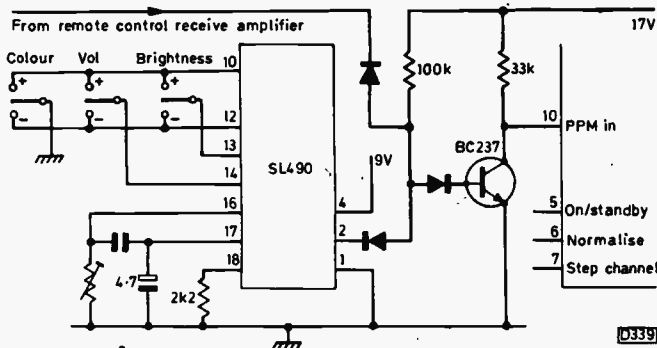 From remote control receive amplifier
17V
Colour Vol Brightness
+ + +
- - -
10
12
13
14
16
17
18
SL490
4
2
1
9V
100k
33k
BC237
10 PPM in
5 On/standby
6 Normalise
7 Step channel
4·7
2k2
D339